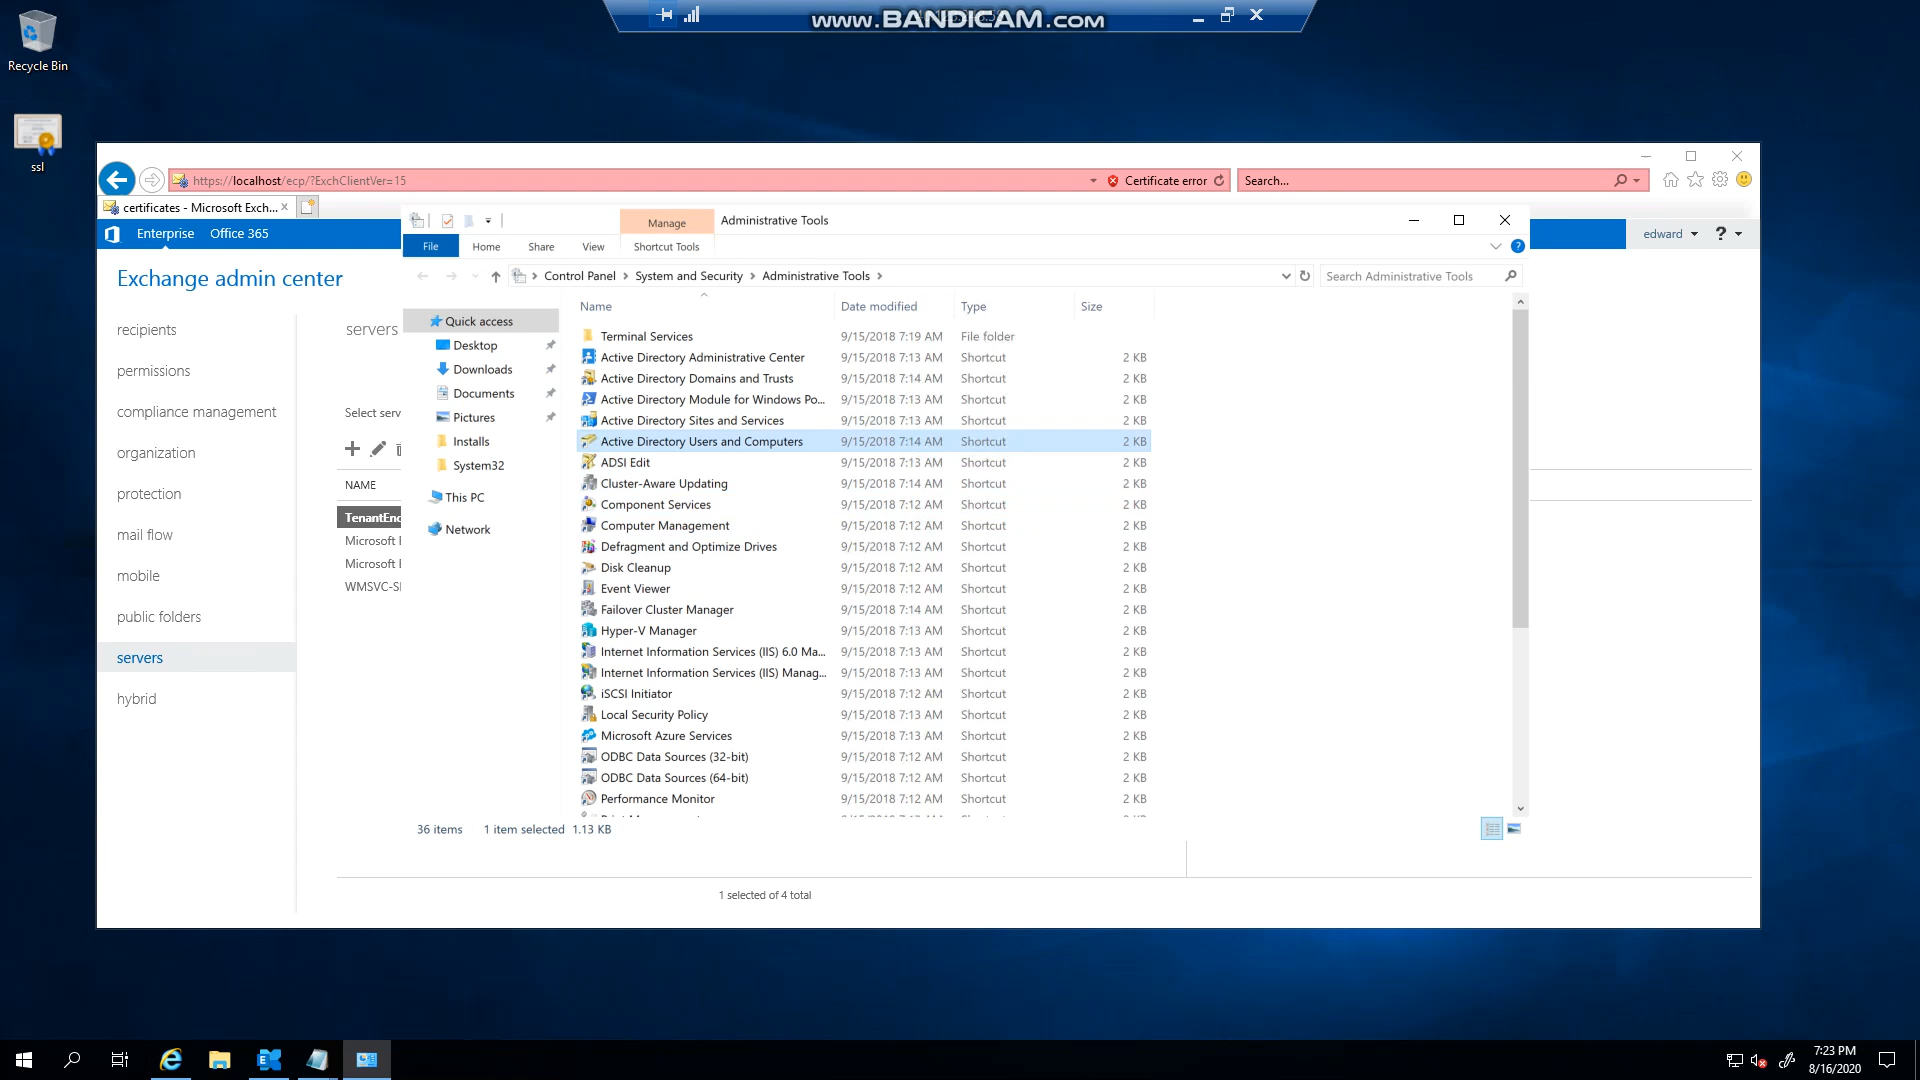 www.BANDICAM.com
Recycle Bin
ssl
https://localhost/ecp/?ExchClientVer=15
Certificate error
Search...
certificates - Microsoft Exch...
Enterprise
Office 365
edward
?
Exchange admin center
recipients
permissions
compliance management
organization
protection
mail flow
mobile
public folders
servers
hybrid
servers
Select serv
NAME
TenantEnc
Microsoft E
Microsoft E
WMSVC-SH
1 selected of 4 total
Manage
Administrative Tools
File
Home
Share
View
Shortcut Tools
Control Panel
System and Security
Administrative Tools
Search Administrative Tools
Quick access
Desktop
Downloads
Documents
Pictures
Installs
System32
This PC
Network
Name Date modified Type Size
Terminal Services 9/15/2018 7:19 AM File folder
Active Directory Administrative Center 9/15/2018 7:13 AM Shortcut 2 KB
Active Directory Domains and Trusts 9/15/2018 7:14 AM Shortcut 2 KB
Active Directory Module for Windows Po... 9/15/2018 7:13 AM Shortcut 2 KB
Active Directory Sites and Services 9/15/2018 7:13 AM Shortcut 2 KB
Active Directory Users and Computers 9/15/2018 7:14 AM Shortcut 2 KB
ADSI Edit 9/15/2018 7:13 AM Shortcut 2 KB
Cluster-Aware Updating 9/15/2018 7:14 AM Shortcut 2 KB
Component Services 9/15/2018 7:12 AM Shortcut 2 KB
Computer Management 9/15/2018 7:12 AM Shortcut 2 KB
Defragment and Optimize Drives 9/15/2018 7:12 AM Shortcut 2 KB
Disk Cleanup 9/15/2018 7:12 AM Shortcut 2 KB
Event Viewer 9/15/2018 7:12 AM Shortcut 2 KB
Failover Cluster Manager 9/15/2018 7:14 AM Shortcut 2 KB
Hyper-V Manager 9/15/2018 7:13 AM Shortcut 2 KB
Internet Information Services (IIS) 6.0 Ma... 9/15/2018 7:13 AM Shortcut 2 KB
Internet Information Services (IIS) Manag... 9/15/2018 7:13 AM Shortcut 2 KB
iSCSI Initiator 9/15/2018 7:12 AM Shortcut 2 KB
Local Security Policy 9/15/2018 7:13 AM Shortcut 2 KB
Microsoft Azure Services 9/15/2018 7:13 AM Shortcut 2 KB
ODBC Data Sources (32-bit) 9/15/2018 7:12 AM Shortcut 2 KB
ODBC Data Sources (64-bit) 9/15/2018 7:12 AM Shortcut 2 KB
Performance Monitor 9/15/2018 7:12 AM Shortcut 2 KB
36 items 1 item selected 1.13 KB
7:23 PM
8/16/2020